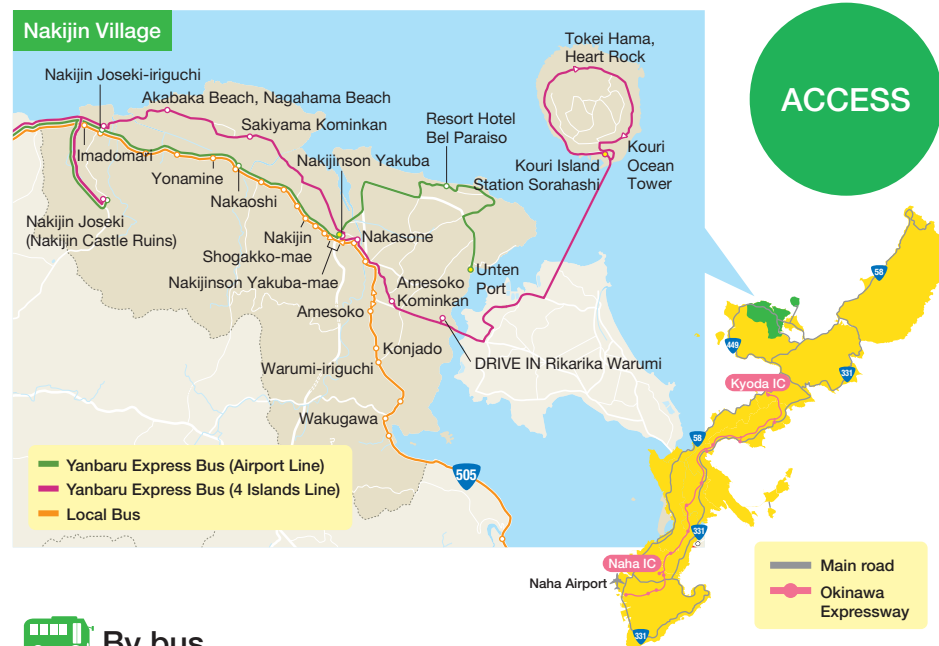 Nakijin Village
ACCESS
Tokei Hama,
Heart Rock
Nakijin Joseki-iriguchi
Akabaka Beach, Nagahama Beach
Sakiyama Kominkan
Resort Hotel
Bel Paraiso
Imadomari
Nakijinson Yakuba
Kouri Island
Station Sorahashi
Kouri
Ocean
Tower
Yonamine
Nakaoshi
Nakijin Joseki
(Nakijin Castle Ruins)
Nakijin
Shogakko-mae
Nakasone
Nakijinson Yakuba-mae
Unten
Port
Amesoko
Kominkan
Amesoko
Konjado
DRIVE IN Rikarika Warumi
Warumi-iriguchi
Wakugawa
505
Yanbaru Express Bus (Airport Line)
Yanbaru Express Bus (4 Islands Line)
Local Bus
58
449
331
Kyoda IC
58
331
Naha IC
Naha Airport
331
Main road
Okinawa
Expressway
By bus